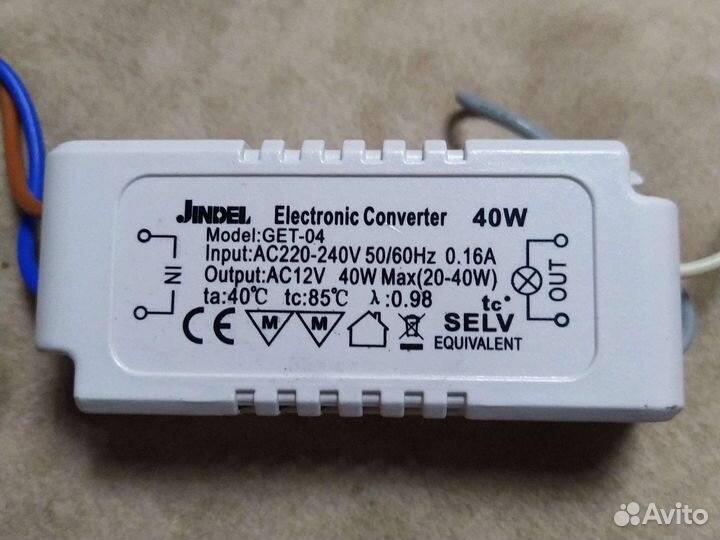 JINDEL Electronic Converter 40W
Model:GET-04
Input:AC220-240V 50/60Hz 0.16A
Output:AC12V 40W Max(20-40W)
ta:40℃ tc:85℃ λ:0.98
tc
IN
OUT
CE M M SELV
EQUIVALENT
Avito